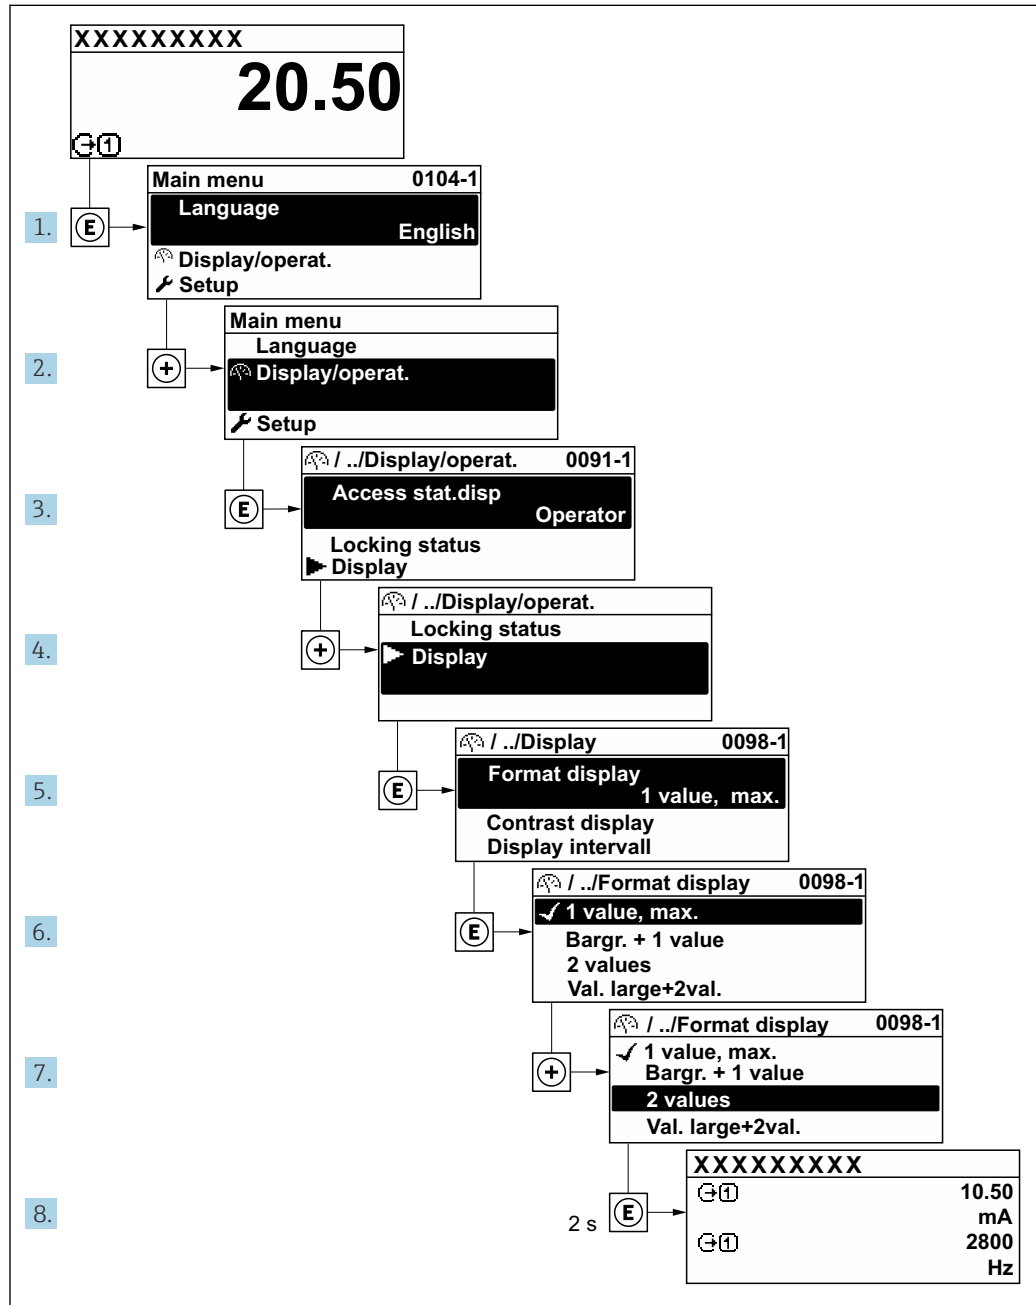 XXXXXXXXX
20.50
1
Main menu 0104-1
1. E Language
English
Display/operat.
Setup
Main menu
Language
2. + Display/operat.
Setup
/ ../Display/operat. 0091-1
Access stat.disp
3. E Operator
Locking status
Display
/ ../Display/operat.
Locking status
4. + Display
/ ../Display 0098-1
Format display
5. E 1 value, max.
Contrast display
Display intervall
/ ../Format display 0098-1
1 value, max.
6. E Bargr. + 1 value
2 values
Val. large+2val.
/ ../Format display 0098-1
1 value, max.
7. + Bargr. + 1 value
2 values
Val. large+2val.
XXXXXXXXX
1 10.50
8. 2 s E mA
1 2800
Hz